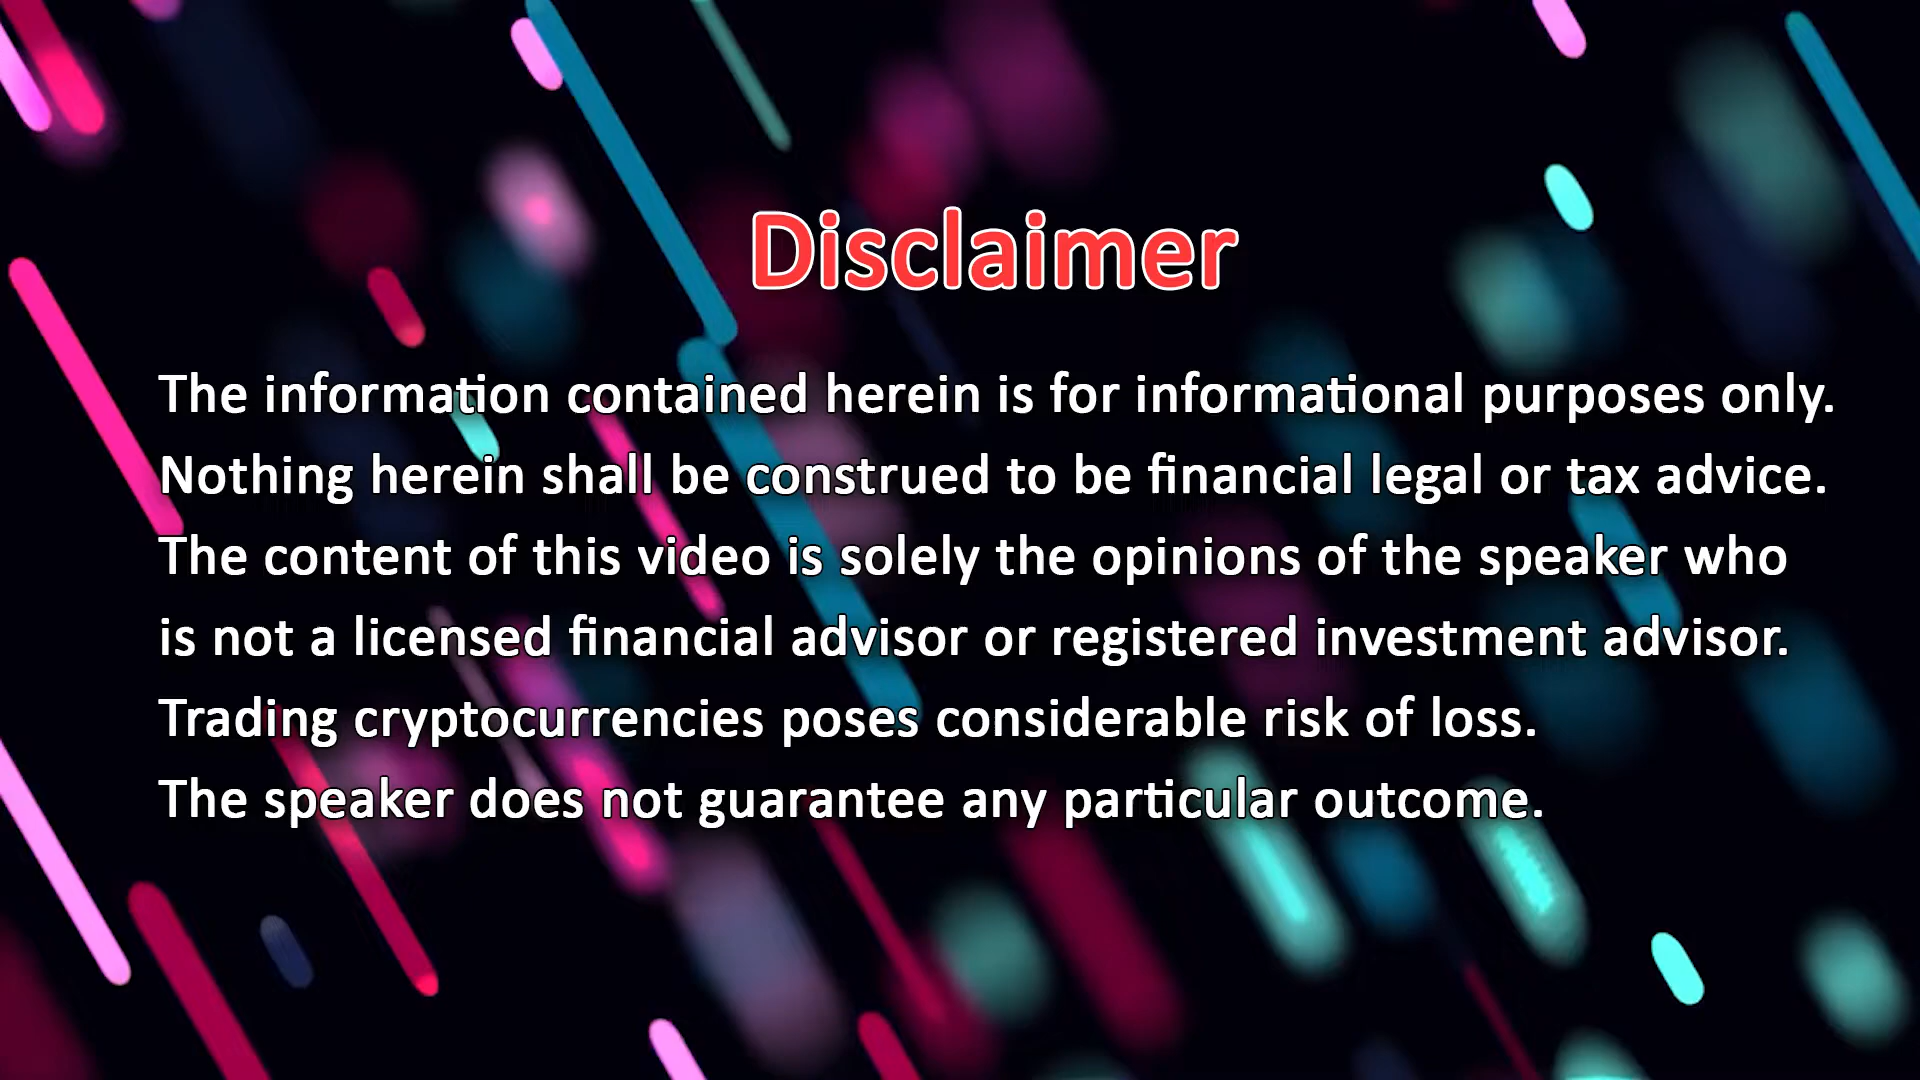 Disclaimer
The information contained herein is for informational purposes only.
Nothing herein shall be construed to be financial legal or tax advice.
The content of this video is solely the opinions of the speaker who
is not a licensed financial advisor or registered investment advisor.
Trading cryptocurrencies poses considerable risk of loss.
The speaker does not guarantee any particular outcome.